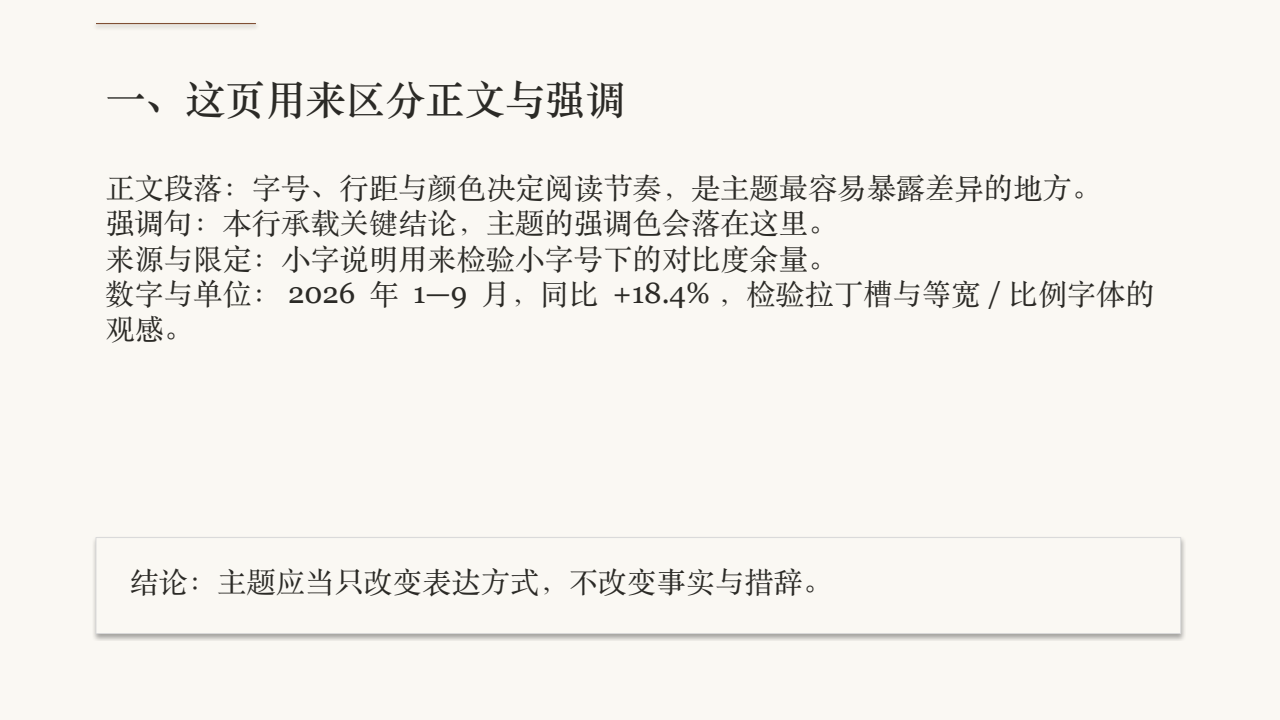 一、这页用来区分正文与强调
正文段落：字号、行距与颜色决定阅读节奏，是主题最容易暴露差异的地方。
强调句：本行承载关键结论，主题的强调色会落在这里。
来源与限定：小字说明用来检验小字号下的对比度余量。
数字与单位： 2026 年 1—9 月，同比 +18.4% ，检验拉丁槽与等宽 / 比例字体的
观感。
结论：主题应当只改变表达方式，不改变事实与措辞。